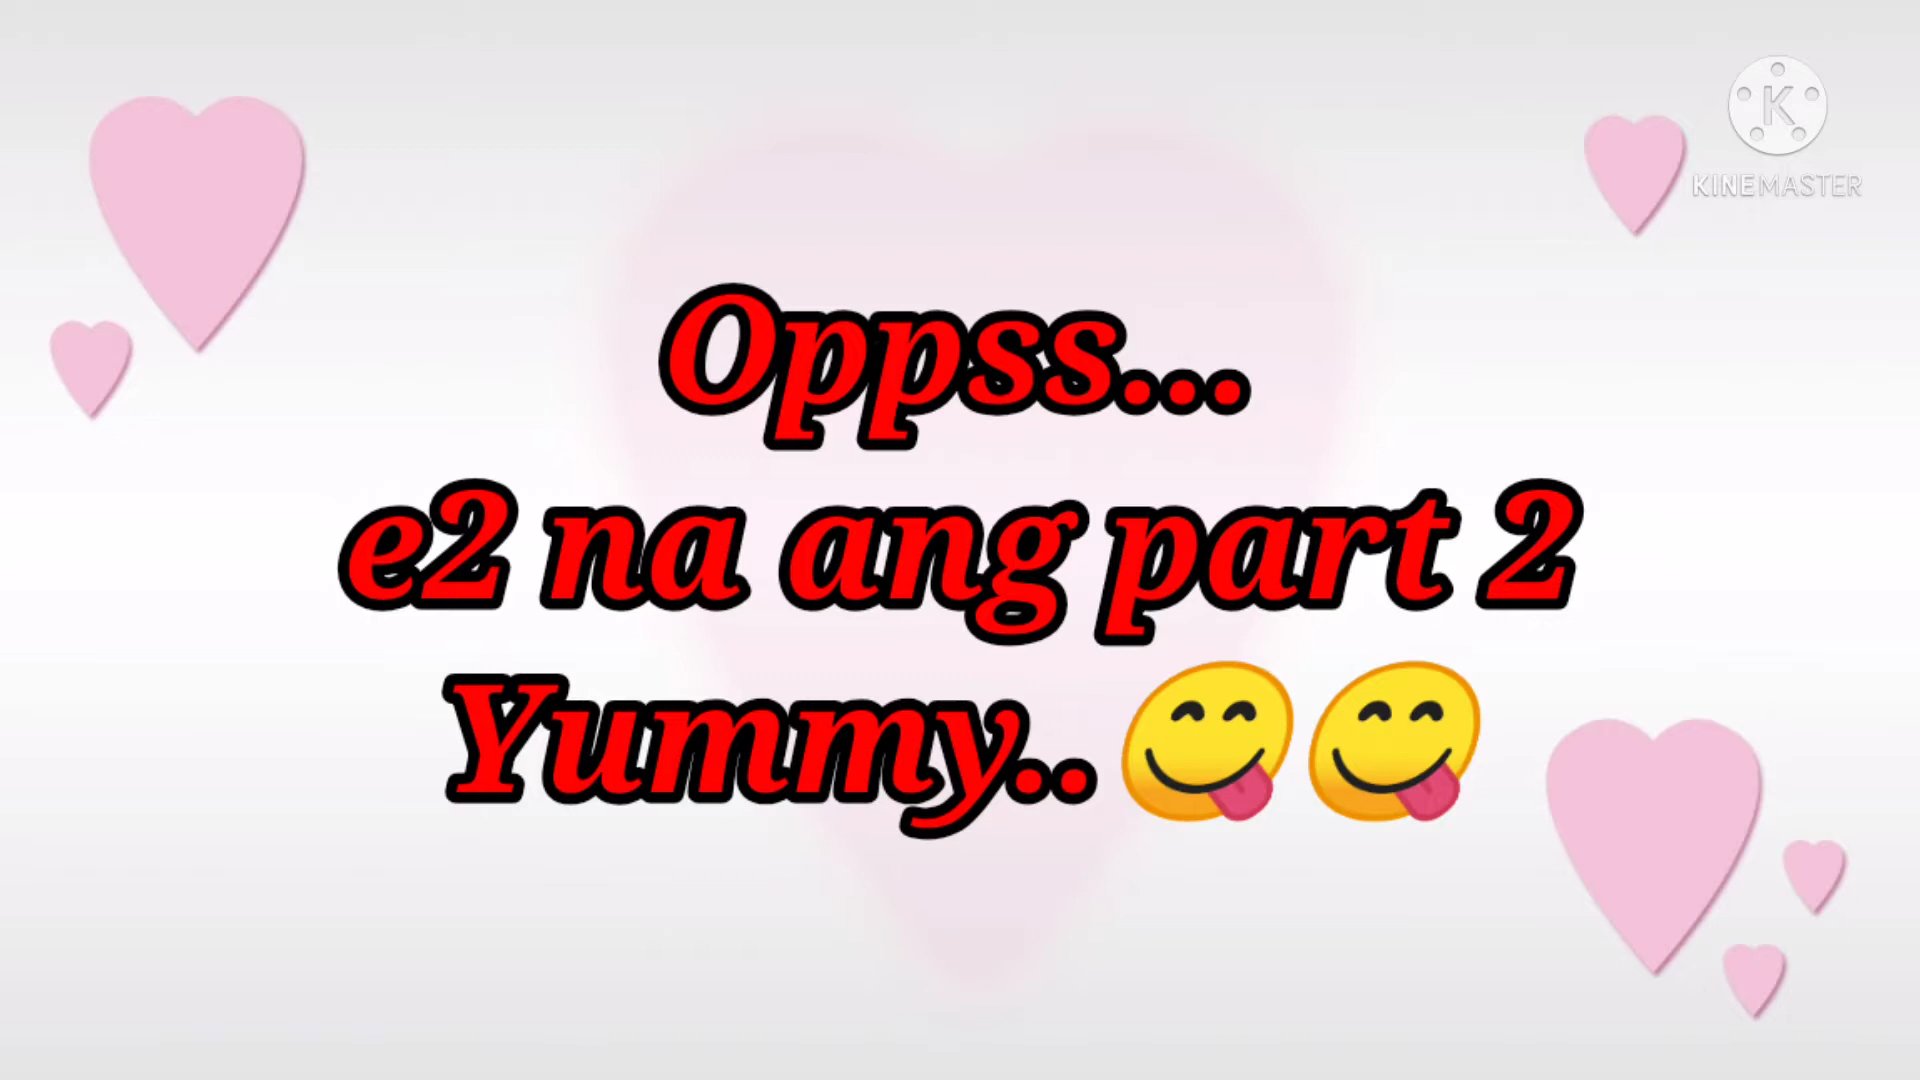 K
KINEMASTER
Oppss...
e2 na ang part 2
Yummy.. 😋😋